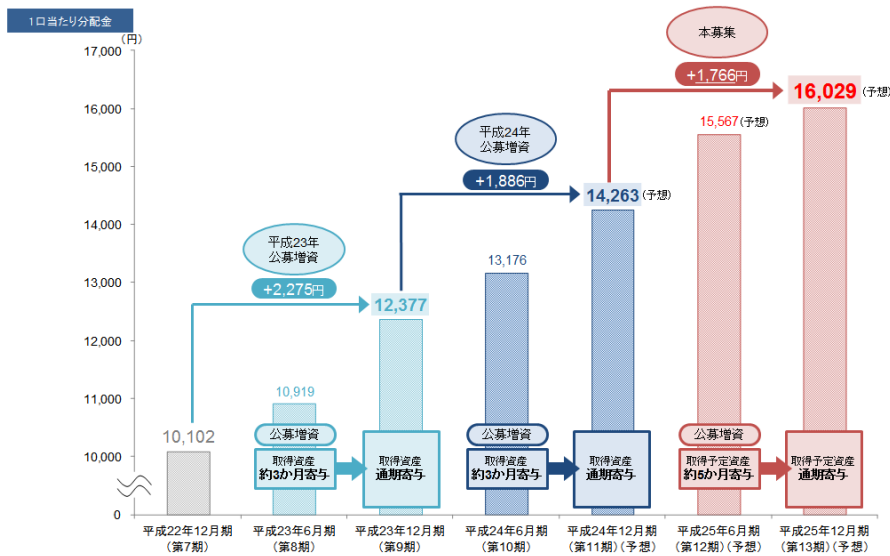 1口当たり分配金
(円)
17,000
16,000
15,000
14,000
13,000
12,000
11,000
10,000
0
本募集
+1,766円
16,029(予想)
15,567(予想)
平成24年
公募増資
+1,886円
14,263(予想)
13,176
平成23年
公募増資
+2,275円
12,377
10,919
10,102
公募増資
取得資産
約3か月寄与
取得資産
通期寄与
公募増資
取得資産
約3か月寄与
取得資産
通期寄与
公募増資
取得予定資産
約5か月寄与
取得予定資産
通期寄与
平成22年12月期
(第7期)
平成23年6月期
(第8期)
平成23年12月期
(第9期)
平成24年6月期
(第10期)
平成24年12月期
(第11期)(予想)
平成25年6月期
(第12期)(予想)
平成25年12月期
(第13期)(予想)